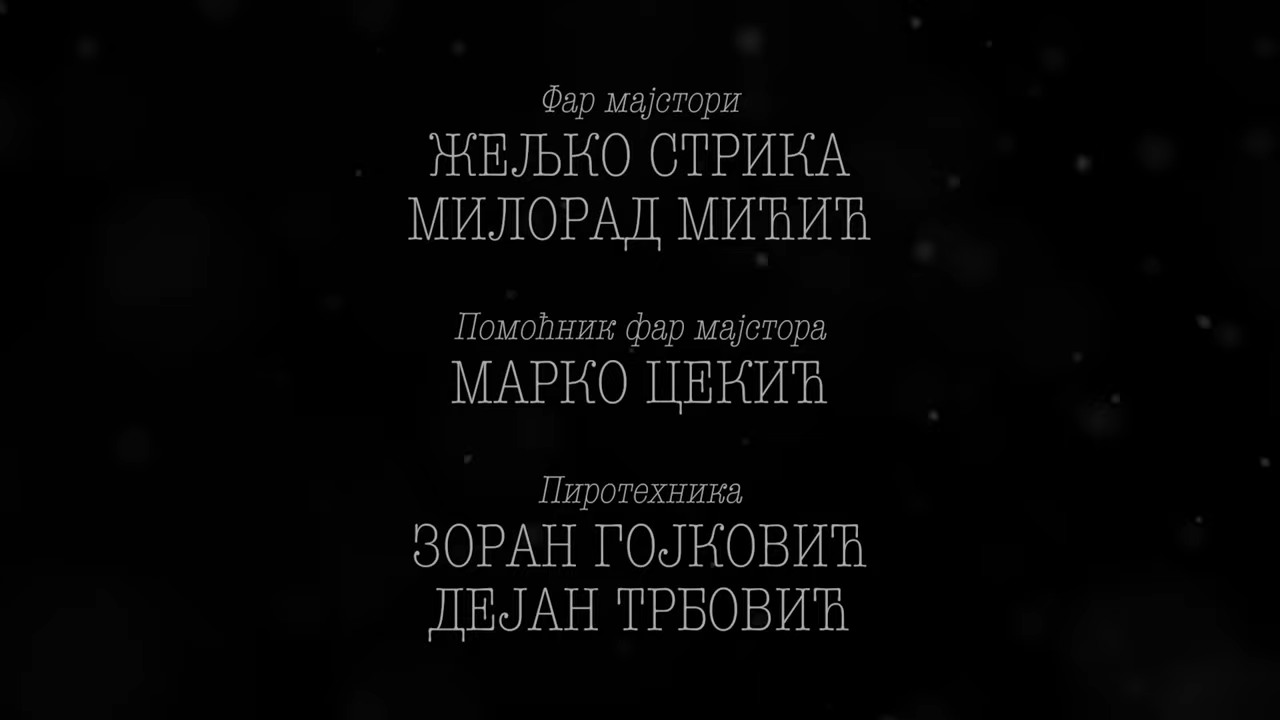 Фар мајстори
ЖЕЉКО СТРИКА
МИЛОРАД МИЋИЋ
Помоћник фар мајстора
МАРКО ЦЕКИЋ
Пиротехника
ЗОРАН ГОЈКОВИЋ
ДЕЈАН ТРБОВИЋ